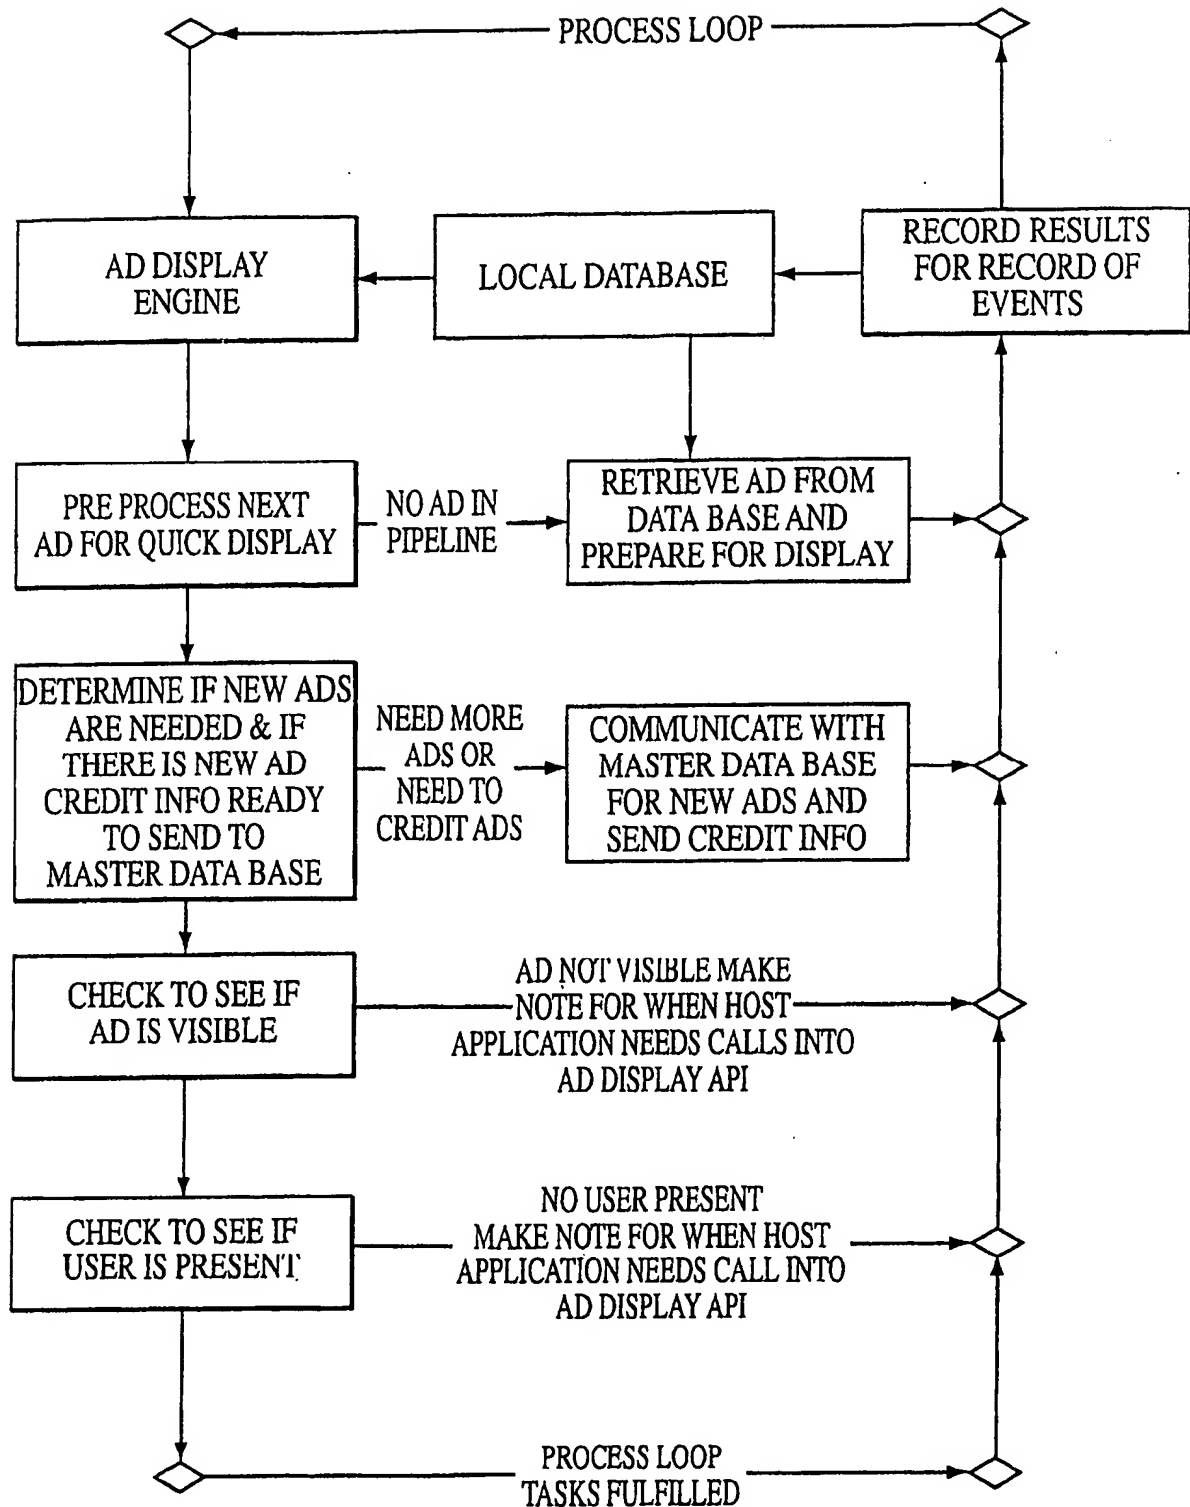 PROCESS LOOP
AD DISPLAY
ENGINE
LOCAL DATABASE
RECORD RESULTS
FOR RECORD OF
EVENTS
PRE PROCESS NEXT
AD FOR QUICK DISPLAY
NO AD IN
PIPELINE
RETRIEVE AD FROM
DATA BASE AND
PREPARE FOR DISPLAY
DETERMINE IF NEW ADS
ARE NEEDED & IF
THERE IS NEW AD
CREDIT INFO READY
TO SEND TO
MASTER DATA BASE
NEED MORE
ADS OR
NEED TO
CREDIT ADS
COMMUNICATE WITH
MASTER DATA BASE
FOR NEW ADS AND
SEND CREDIT INFO
CHECK TO SEE IF
AD IS VISIBLE
AD NOT VISIBLE MAKE
NOTE FOR WHEN HOST
APPLICATION NEEDS CALLS INTO
AD DISPLAY API
CHECK TO SEE IF
USER IS PRESENT
NO USER PRESENT
MAKE NOTE FOR WHEN HOST
APPLICATION NEEDS CALL INTO
AD DISPLAY API
PROCESS LOOP
TASKS FULFILLED